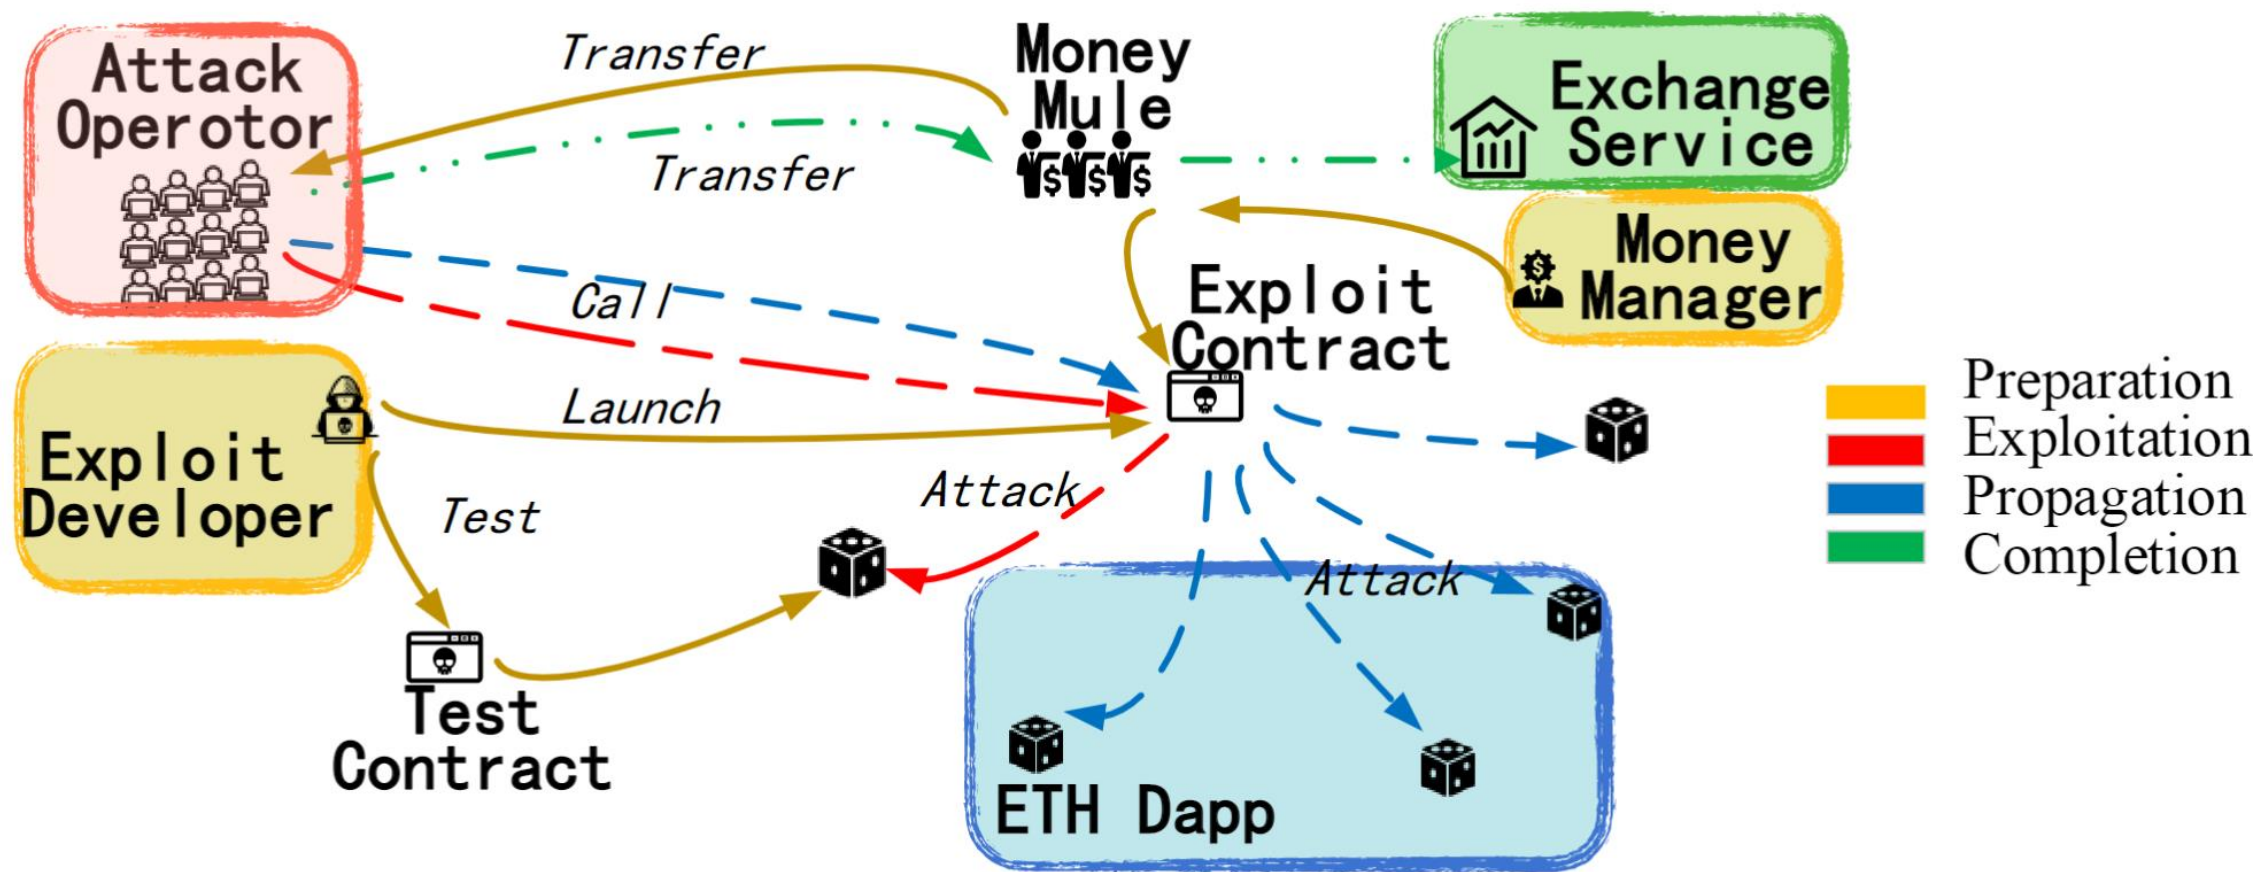 Attack
Operotor
Transfer
Transfer
Money
Mule
Exchange
Service
Money
Manager
Call
Exploit
Contract
Launch
Exploit
Developer
Test
Attack
Attack
Test
Contract
ETH Dapp
Preparation
Exploitation
Propagation
Completion